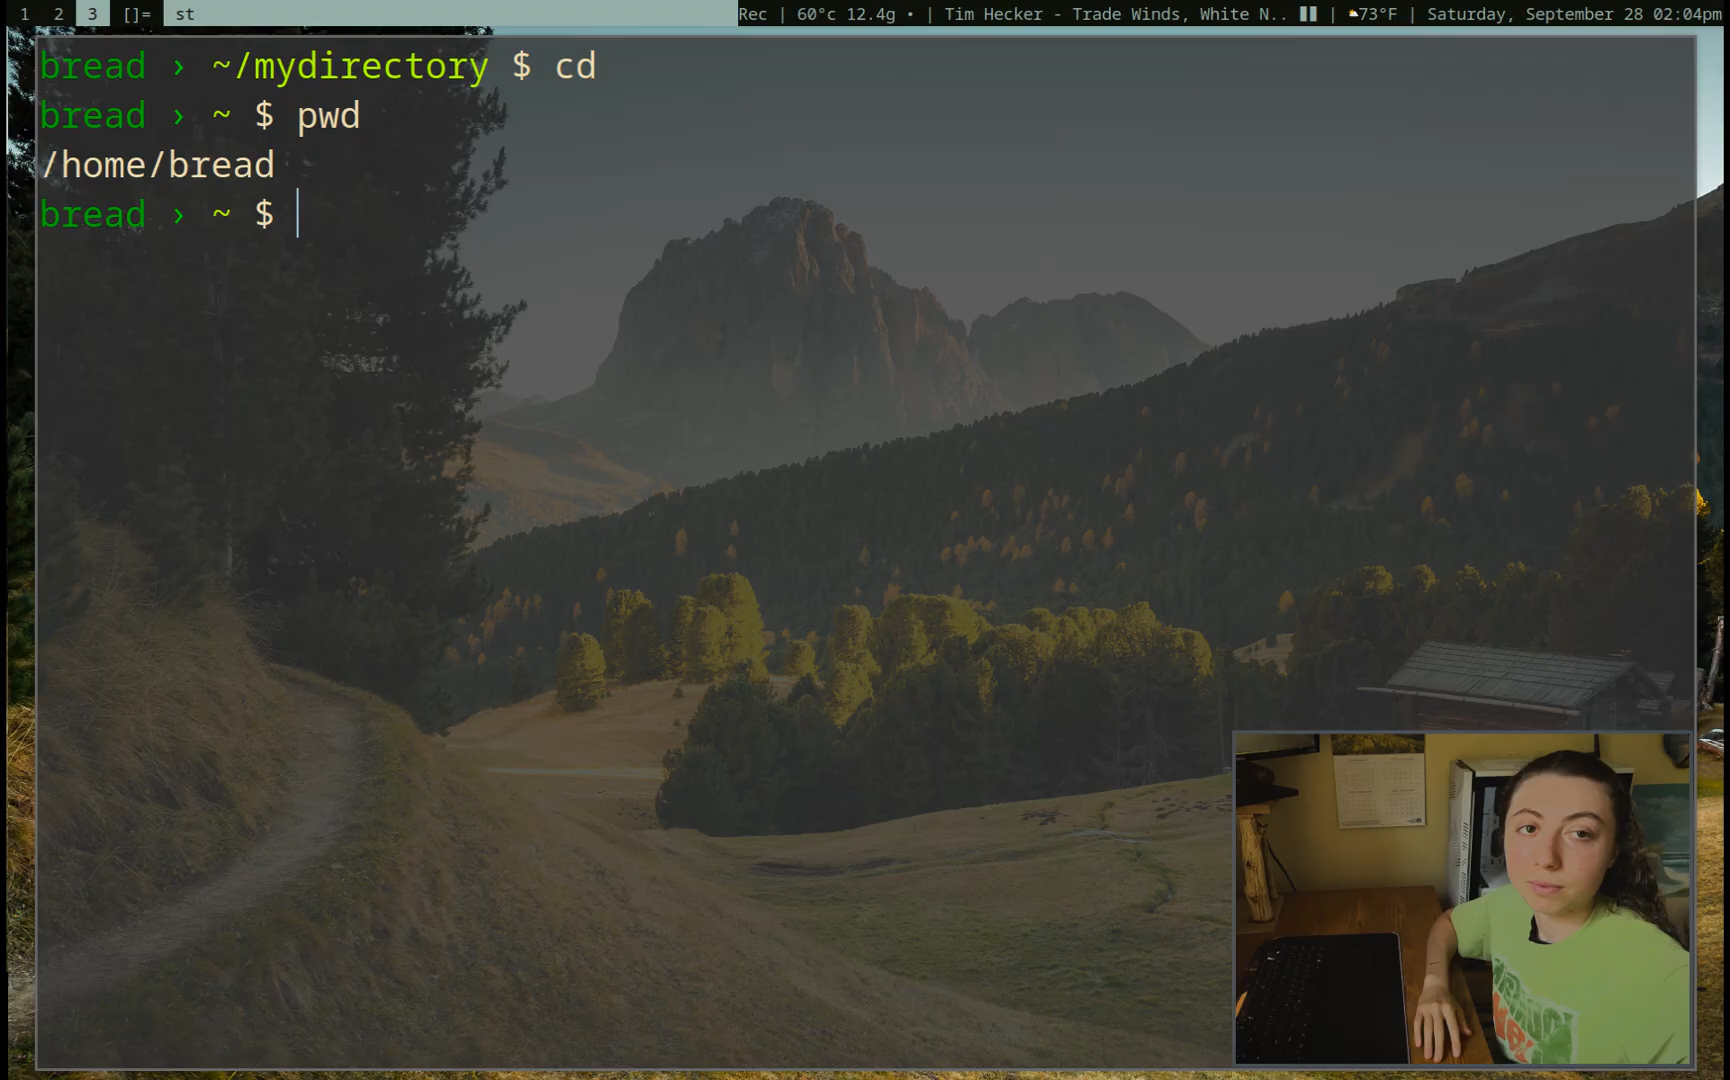 1 2 3 []= st Rec | 60°c 12.4g • | Tim Hecker - Trade Winds, White N.. ▮▮ | ⛅73°F | Saturday, September 28 02:04pm
bread › ~/mydirectory $ cd
bread › ~ $ pwd
/home/bread
bread › ~ $